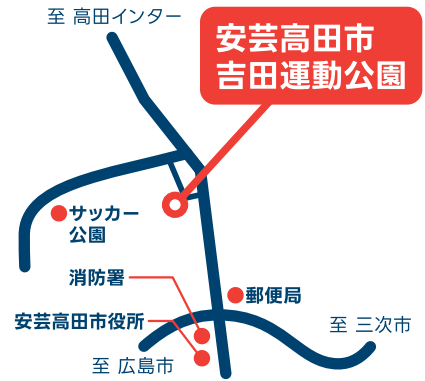 至 高田インター
安芸高田市
吉田運動公園
サッカー
公園
消防署
郵便局
安芸高田市役所
至 三次市
至 広島市